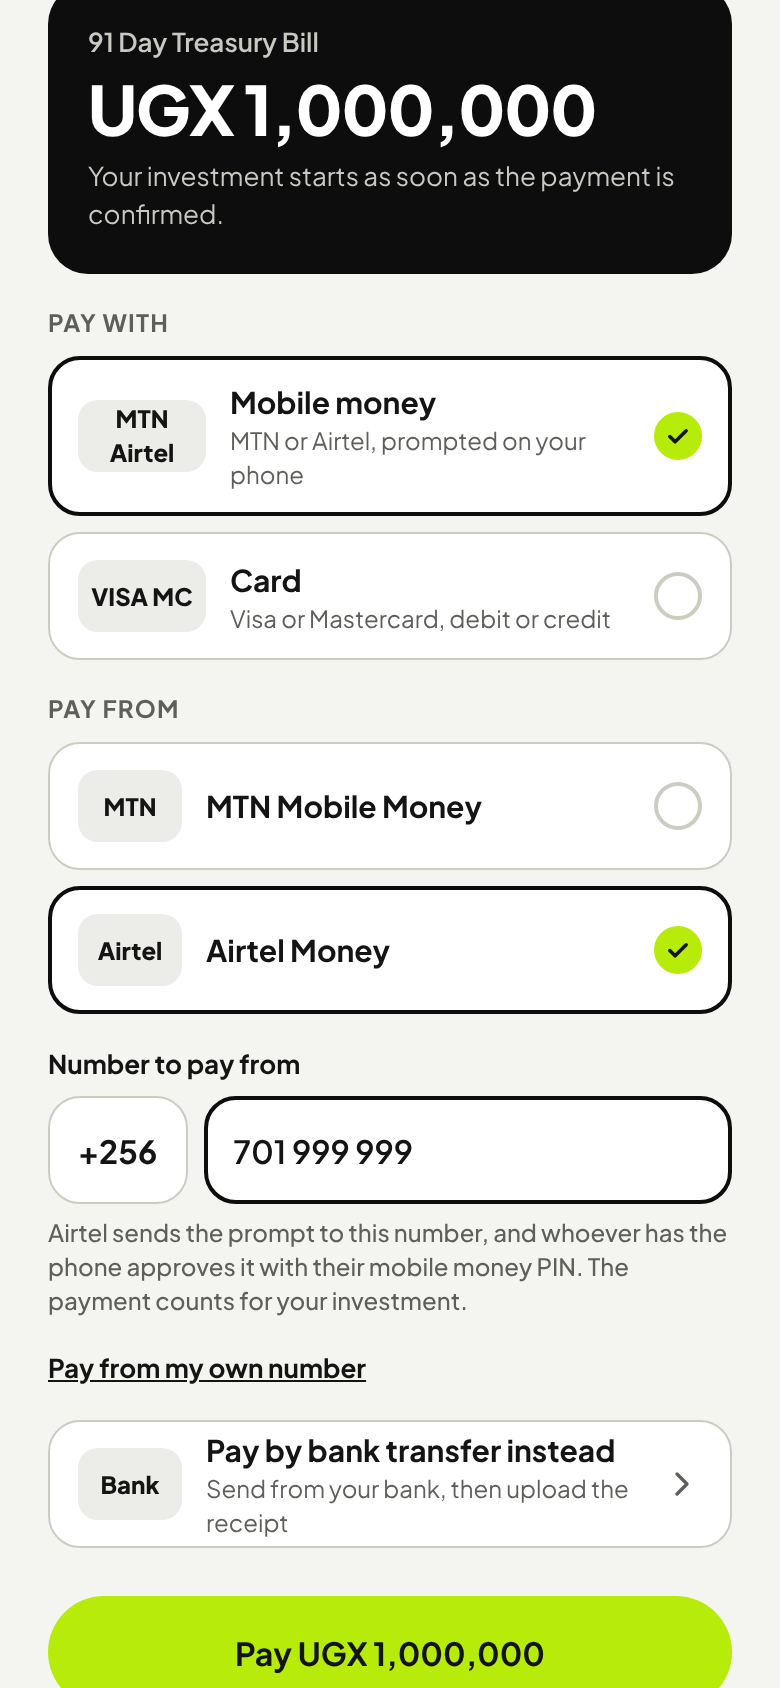 91 Day Treasury Bill
UGX 1,000,000
Your investment starts as soon as the payment is
confirmed.
PAY WITH
MTN
Airtel
Mobile money
MTN or Airtel, prompted on your
phone
VISA MC
Card
Visa or Mastercard, debit or credit
PAY FROM
MTN
MTN Mobile Money
Airtel
Airtel Money
Number to pay from
+256
701 999 999
Airtel sends the prompt to this number, and whoever has the
phone approves it with their mobile money PIN. The
payment counts for your investment.
Pay from my own number
Bank
Pay by bank transfer instead
Send from your bank, then upload the
receipt
Pay UGX 1,000,000